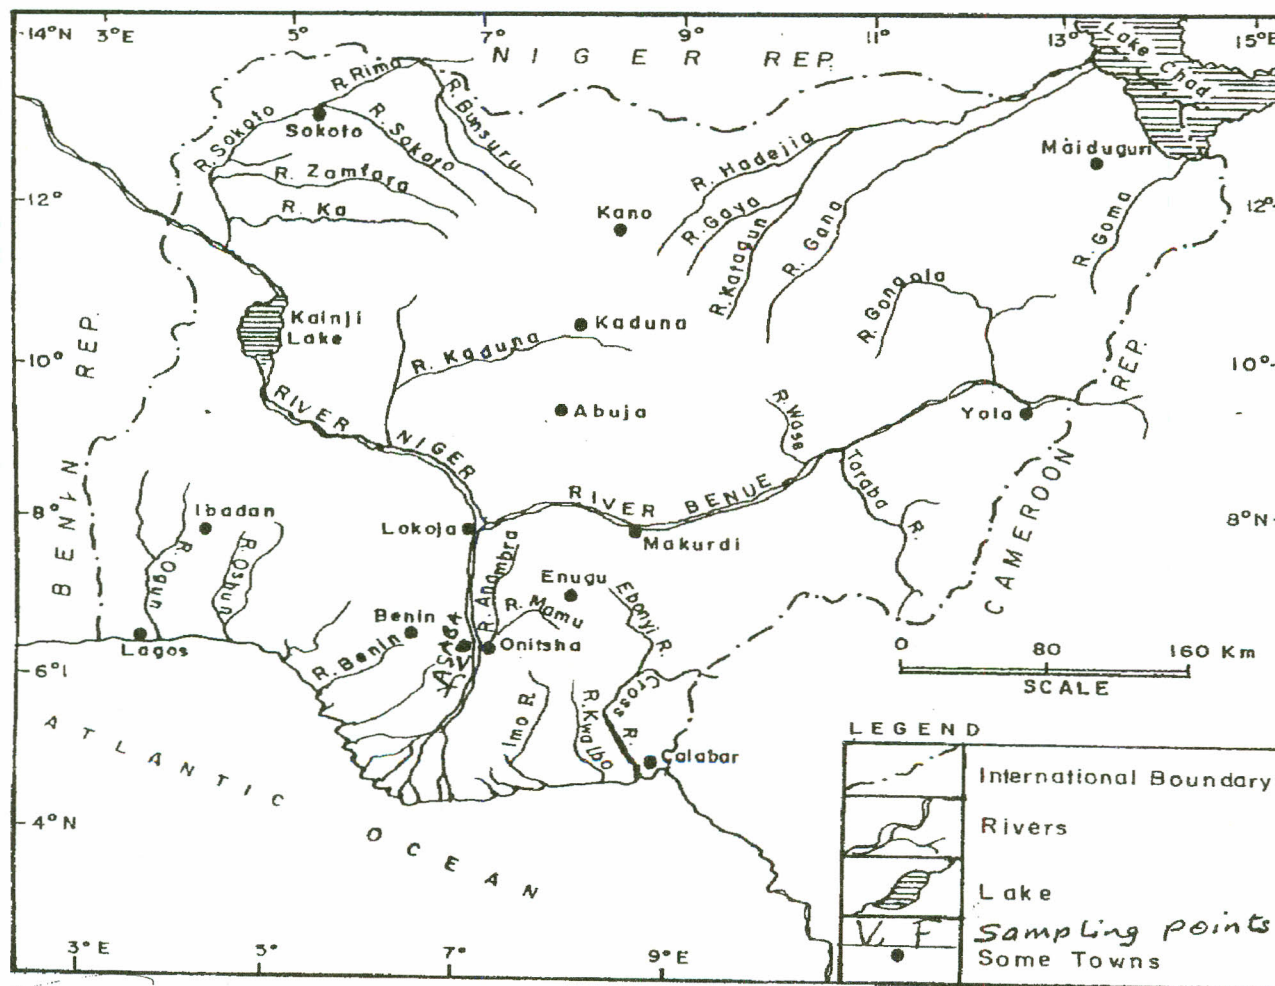 14°N 3°E 5° 7° 9° 11° 13° 15°E
NIGER REP.
Lake Chad
R. Rima
R. Bunsuru
R. Sokoto
Sokoto
R. Sokoto
R. Hadejia
Maiduguri
R. Zamfara
12°
R. Ka
Kano
R. Gaya
R. Katagun
R. Gana
R. Goma
12°
R. Gongola
Kainji
Lake
Kaduna
R. Kaduna
10°
BENIN REP.
RIVER NIGER
Abuja
R. Wase
Yola
10°
CAMEROON REP.
8°
Ibadan
Lokoja
RIVER BENUE
Makurdi
Taraba R.
8°N
R. Ogun
R. Oshun
R. Anambra
Enugu
R. Mamu
Ebonyi R.
Benin
ASABA
Onitsha
Lagos
R. Benin
V
6°
Imo R.
R. Kwa Ibo
Cross R.
Calabar
0 80 160 Km
SCALE
ATLANTIC OCEAN
4°N
LEGEND
International Boundary
Rivers
Lake
V, F Sampling points
Some Towns
3°E 5° 7° 9°E